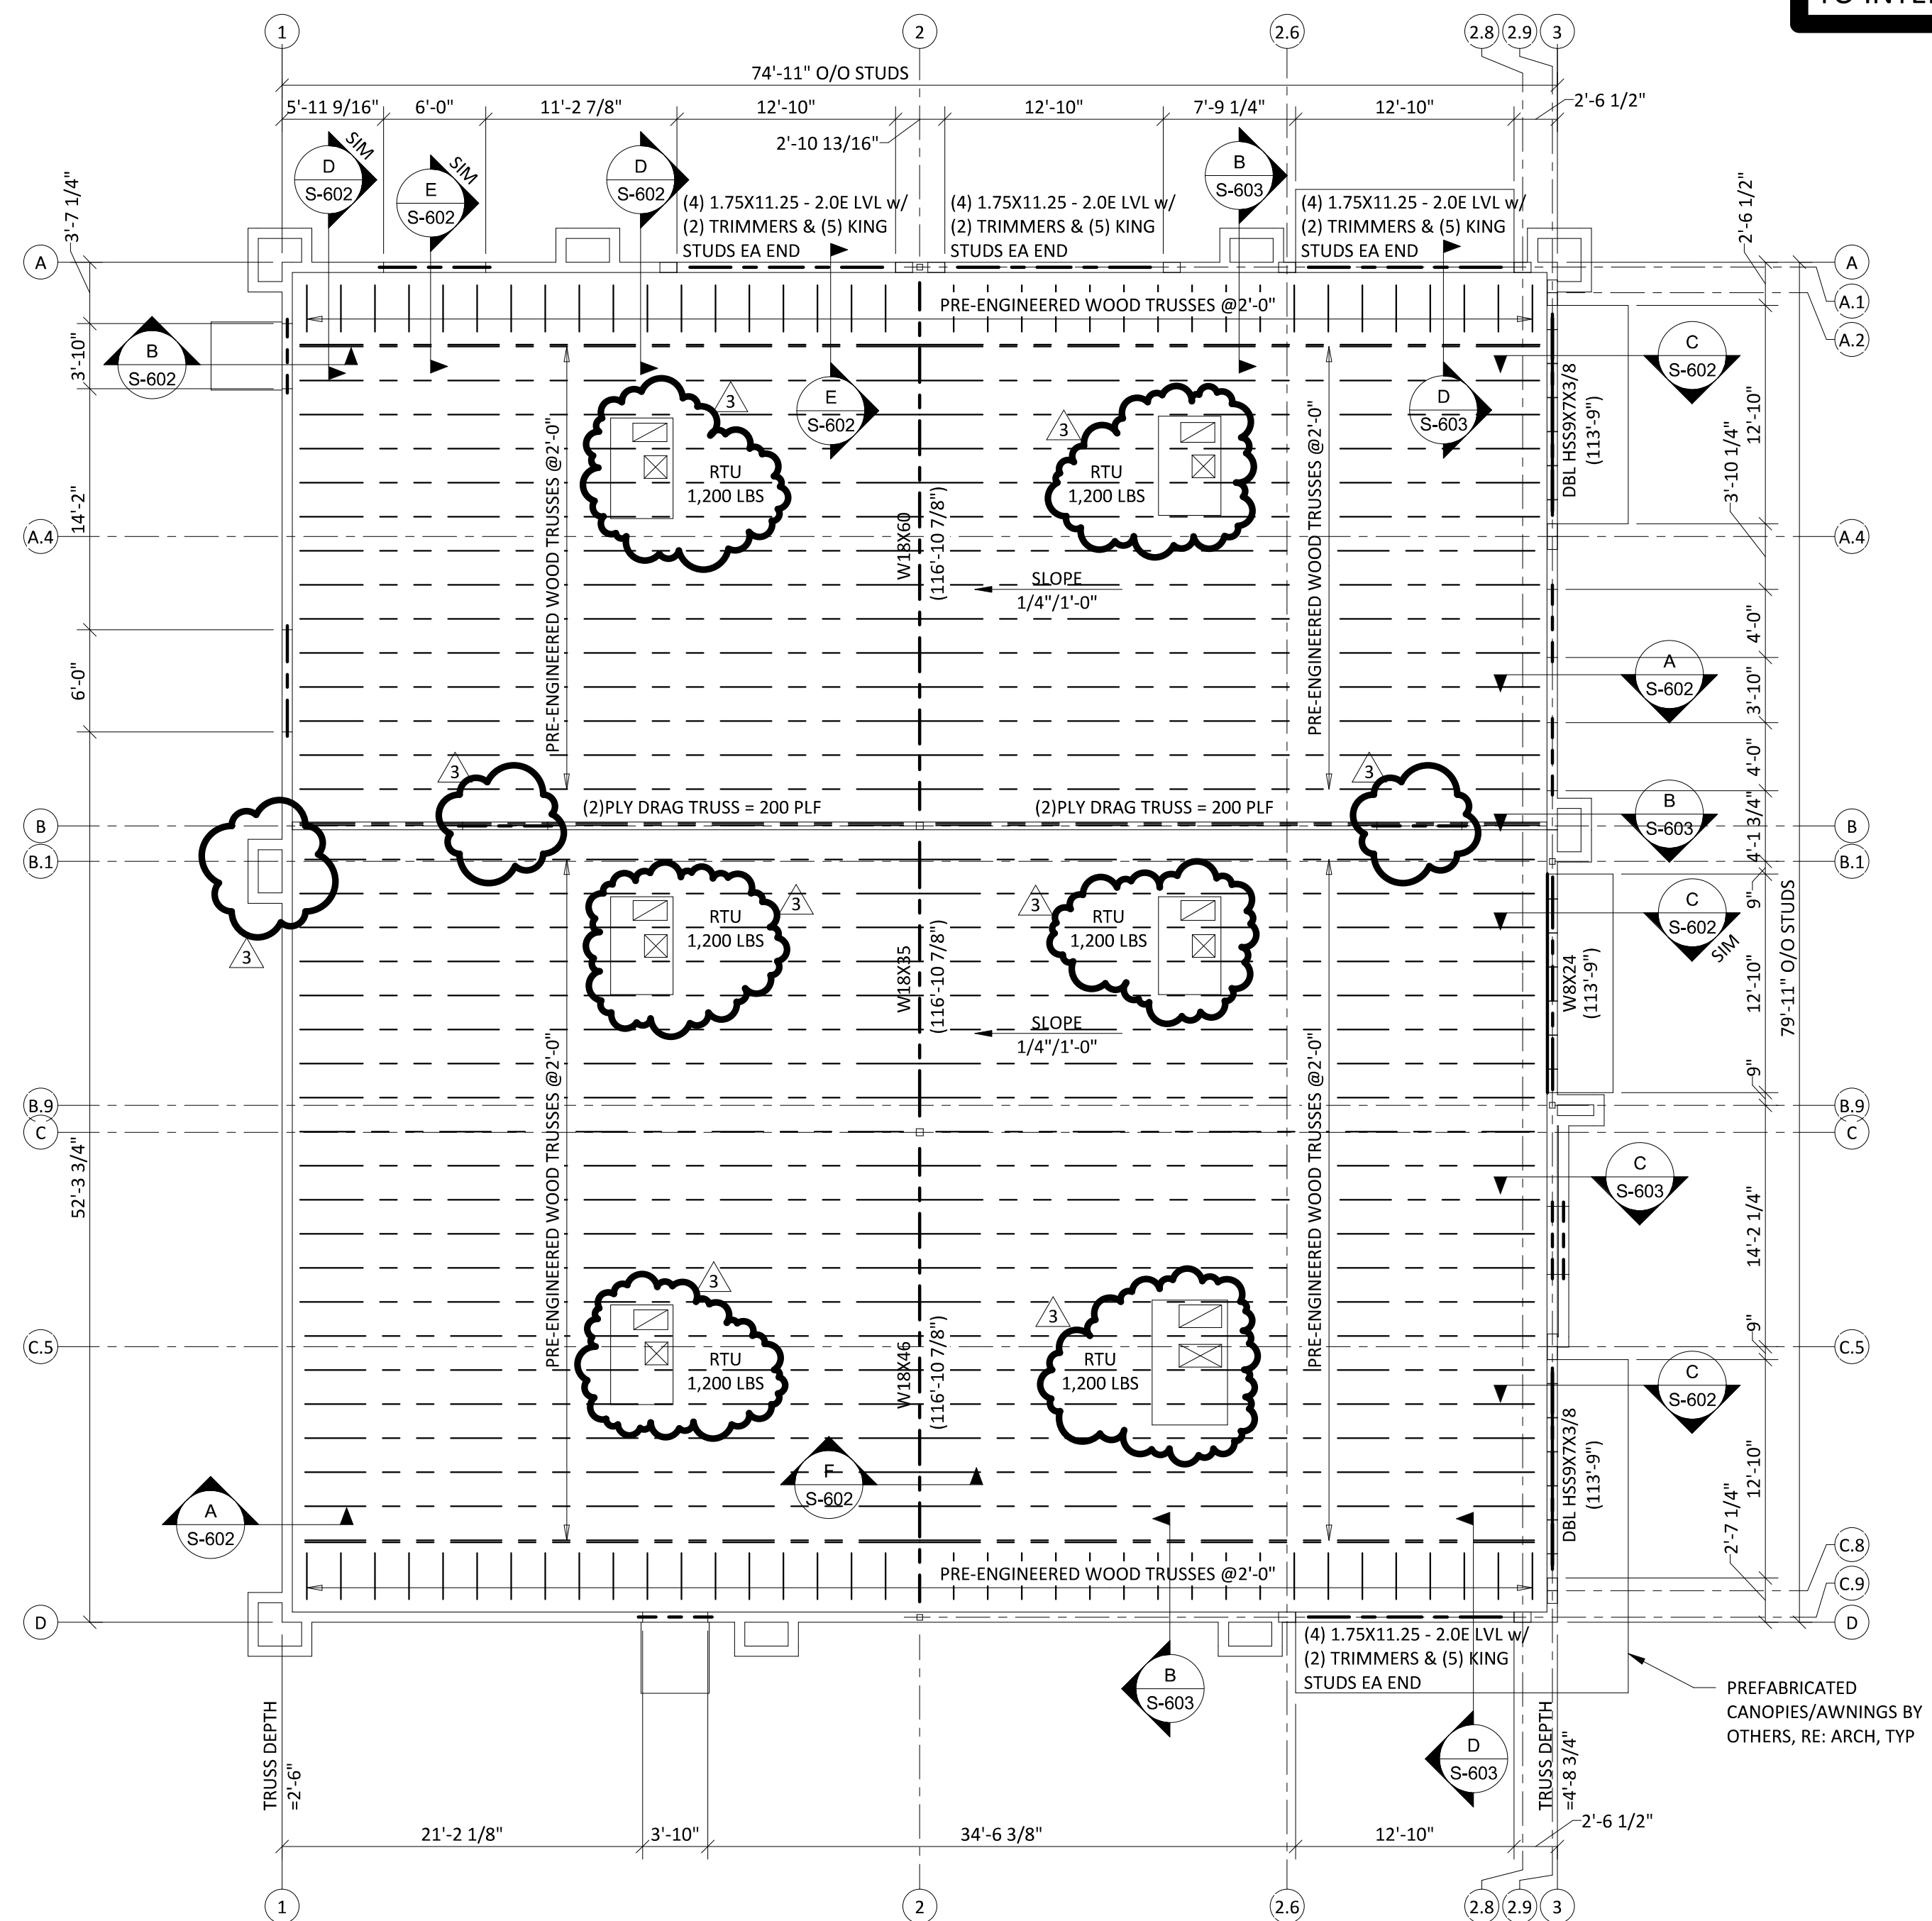 TO INTE
1
2
2.6
2.8
2.9
3
74'-11" O/O STUDS
5'-11 9/16"
6'-0"
11'-2 7/8"
12'-10"
12'-10"
7'-9 1/4"
12'-10"
2'-6 1/2"
2'-10 13/16"
D
S-602
SIM
E
S-602
SIM
D
S-602
B
S-603
(4) 1.75X11.25 - 2.0E LVL w/
(2) TRIMMERS & (5) KING
STUDS EA END
(4) 1.75X11.25 - 2.0E LVL w/
(2) TRIMMERS & (5) KING
STUDS EA END
(4) 1.75X11.25 - 2.0E LVL w/
(2) TRIMMERS & (5) KING
STUDS EA END
3'-7 1/4"
2'-6 1/2"
A
A
A.1
A.2
PRE-ENGINEERED WOOD TRUSSES @2'-0"
B
S-602
3'-10"
C
S-602
E
S-602
D
S-603
3
3
RTU
1,200 LBS
RTU
1,200 LBS
PRE-ENGINEERED WOOD TRUSSES @2'-0"
PRE-ENGINEERED WOOD TRUSSES @2'-0"
DBL HSS9X7X3/8
(113'-9")
12'-10"
3'-10 1/4"
14'-2"
A.4
A.4
W18X60
(116'-10 7/8")
SLOPE
1/4"/1'-0"
4'-0"
6'-0"
A
S-602
3'-10"
4'-0"
3
3
(2)PLY DRAG TRUSS = 200 PLF
(2)PLY DRAG TRUSS = 200 PLF
B
S-603
B
B
B.1
B.1
4'-1 3/4"
9"
3
3
3
RTU
1,200 LBS
RTU
1,200 LBS
C
S-602
SIM
W18X35
(116'-10 7/8")
W8X24
(113'-9")
12'-10"
79'-11" O/O STUDS
SLOPE
1/4"/1'-0"
PRE-ENGINEERED WOOD TRUSSES @2'-0"
PRE-ENGINEERED WOOD TRUSSES @2'-0"
9"
B.9
B.9
C
C
52'-3 3/4"
C
S-603
14'-2 1/4"
3
3
9"
C.5
C.5
RTU
1,200 LBS
RTU
1,200 LBS
W18X46
(116'-10 7/8")
C
S-602
DBL HSS9X7X3/8
(113'-9")
12'-10"
F
S-602
A
S-602
2'-7 1/4"
C.8
C.9
PRE-ENGINEERED WOOD TRUSSES @2'-0"
D
D
(4) 1.75X11.25 - 2.0E LVL w/
(2) TRIMMERS & (5) KING
STUDS EA END
B
S-603
D
S-603
PREFABRICATED
CANOPIES/AWNINGS BY
OTHERS, RE: ARCH, TYP
TRUSS DEPTH
=2'-6"
TRUSS DEPTH
=4'-8 3/4"
21'-2 1/8"
3'-10"
34'-6 3/8"
12'-10"
2'-6 1/2"
1
2
2.6
2.8
2.9
3